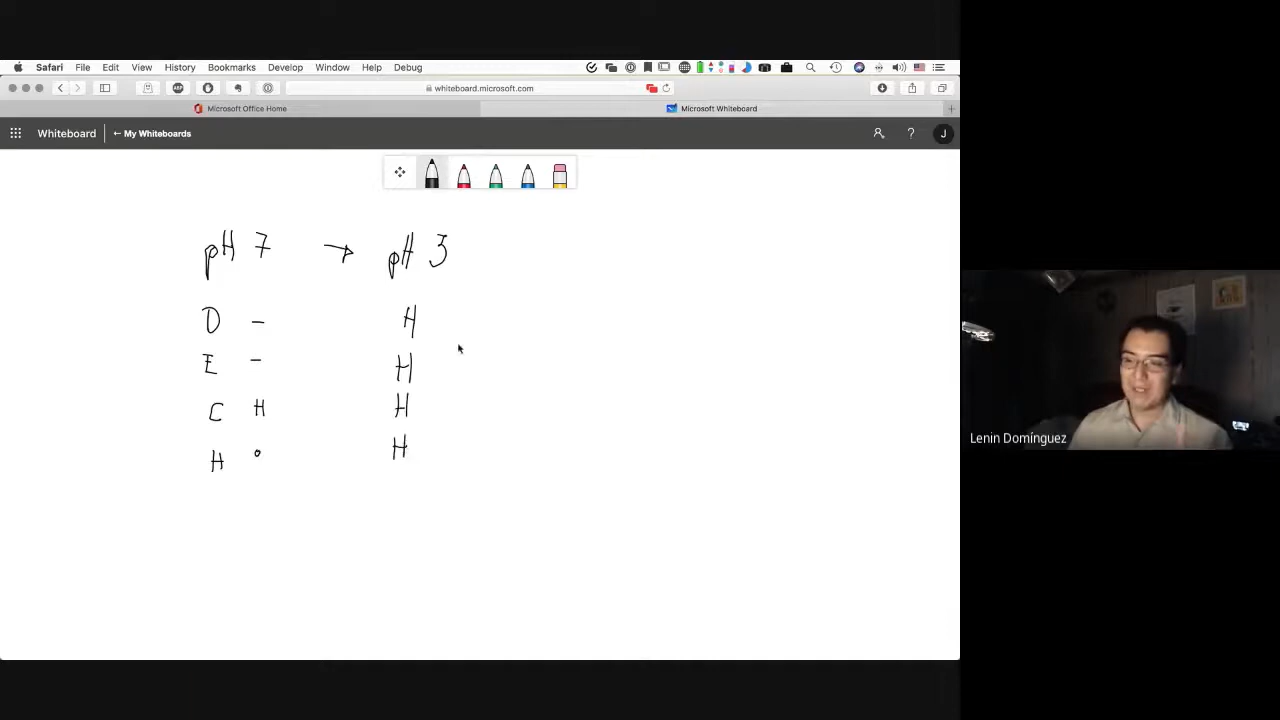 Safari File Edit View History Bookmarks Develop Window Help Debug
whiteboard.microsoft.com
Microsoft Office Home Microsoft Whiteboard
Whiteboard ← My Whiteboards ? J
pH 7 → pH 3
D – H
E – H
C H H
H ° H
Lenin Domínguez